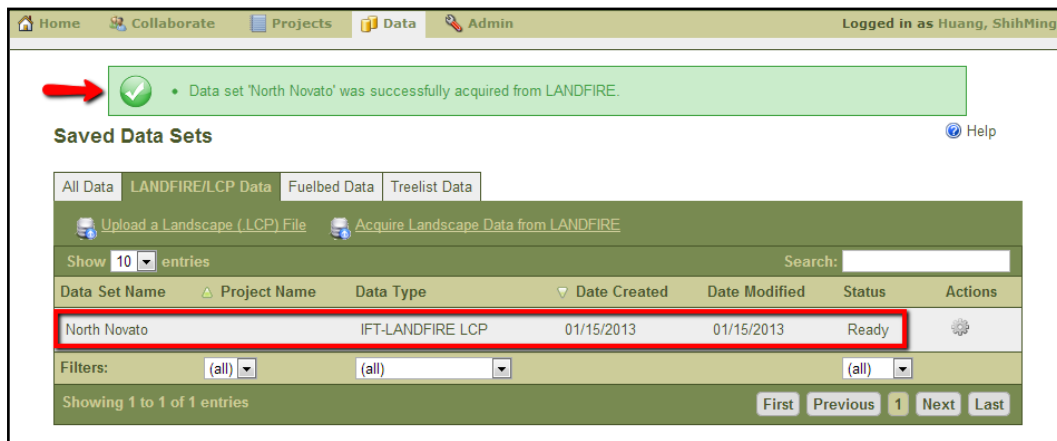 Home Collaborate Projects Data Admin Logged in as Huang, ShihMing
• Data set 'North Novato' was successfully acquired from LANDFIRE.
Saved Data Sets Help
All Data LANDFIRE/LCP Data Fuelbed Data Treelist Data
Upload a Landscape (.LCP) File Acquire Landscape Data from LANDFIRE
Show 10 entries Search:
Data Set Name Project Name Data Type Date Created Date Modified Status Actions
North Novato IFT-LANDFIRE LCP 01/15/2013 01/15/2013 Ready
Filters: (all) (all) (all)
Showing 1 to 1 of 1 entries First Previous 1 Next Last